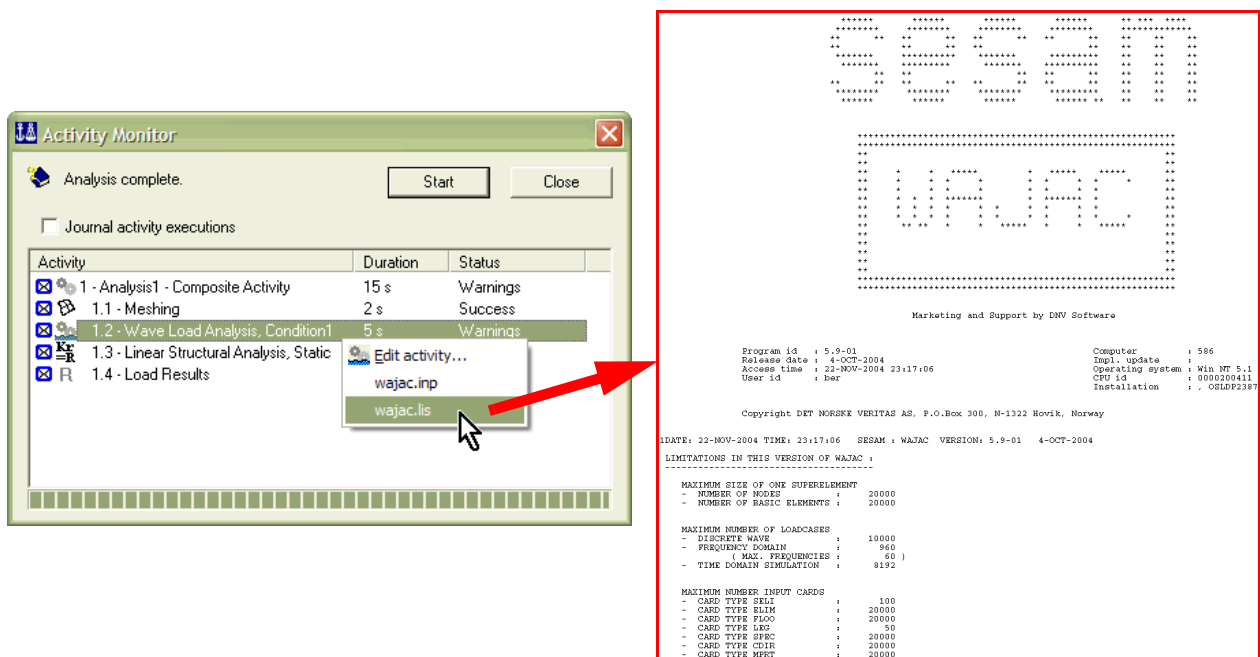 Activity Monitor
Analysis complete.
Start
Close
Journal activity executions
Activity Duration Status
1 - Analysis1 - Composite Activity 15 s Warnings
1.1 - Meshing 2 s Success
1.2 - Wave Load Analysis, Condition1 5 s Warnings
1.3 - Linear Structural Analysis, Static
1.4 - Load Results
Edit activity...
wajac.inp
wajac.lis
sesam
WAJAC
Marketing and Support by DNV Software
Program id : 5.9-01 Computer : 586
Release date : 4-OCT-2004 Impl. update :
Access time : 22-NOV-2004 23:17:06 Operating system : Win NT 5.1
User id : ber CPU id : 0000200411
Installation : , OSLDP2387
Copyright DET NORSKE VERITAS AS, P.O.Box 300, N-1322 Hovik, Norway
1DATE: 22-NOV-2004 TIME: 23:17:06 SESAM : WAJAC VERSION: 5.9-01 4-OCT-2004
LIMITATIONS IN THIS VERSION OF WAJAC :
--------------------------------------
MAXIMUM SIZE OF ONE SUPERELEMENT
- NUMBER OF NODES : 20000
- NUMBER OF BASIC ELEMENTS : 20000
MAXIMUM NUMBER OF LOADCASES
- DISCRETE WAVE : 10000
- FREQUENCY DOMAIN : 960
( MAX. FREQUENCIES : 60 )
- TIME DOMAIN SIMULATION : 8192
MAXIMUM NUMBER INPUT CARDS
- CARD TYPE SELI : 100
- CARD TYPE ELIM : 20000
- CARD TYPE FLOO : 20000
- CARD TYPE LEG : 50
- CARD TYPE SPEC : 20000
- CARD TYPE CDIR : 20000
- CARD TYPE MPRT : 20000